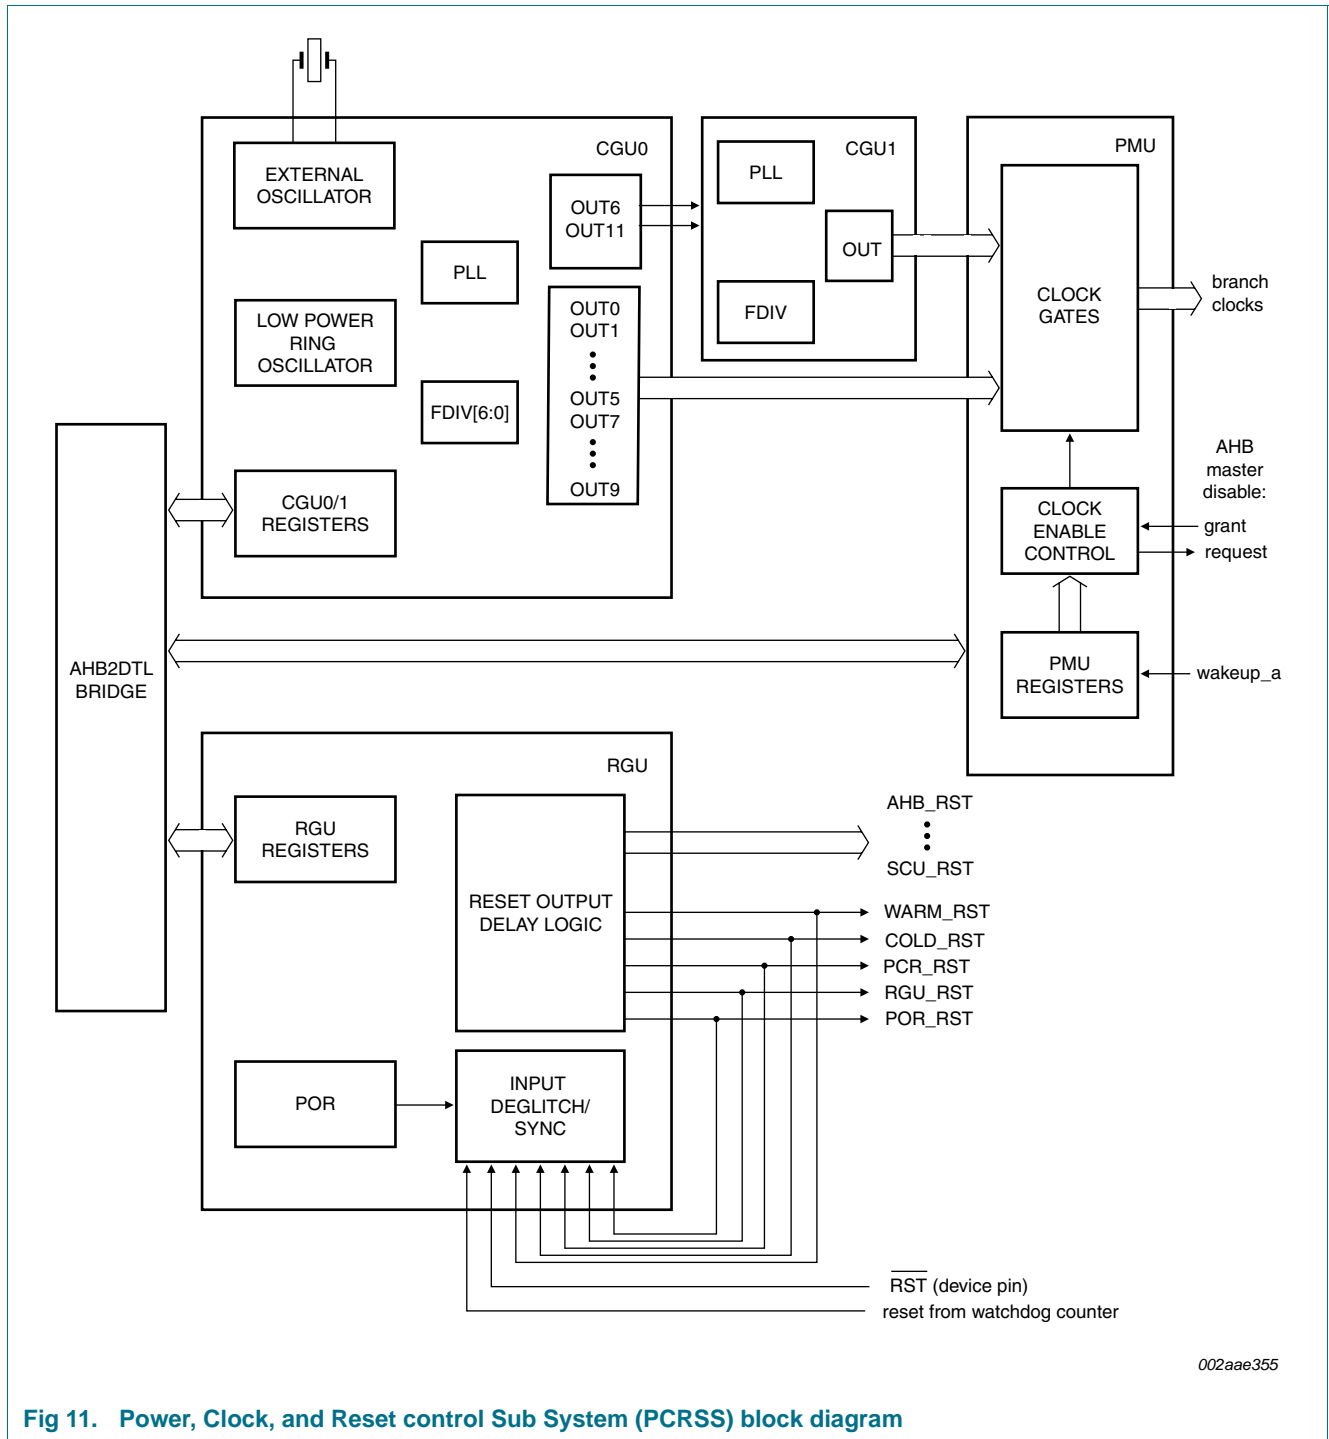 EXTERNAL
OSCILLATOR
CGU0
OUT6
OUT11
PLL
LOW POWER
RING
OSCILLATOR
OUT0
OUT1
OUT5
OUT7
OUT9
FDIV[6:0]
CGU0/1
REGISTERS
CGU1
PLL
OUT
FDIV
PMU
CLOCK
GATES
branch
clocks
AHB
master
disable:
grant
request
CLOCK
ENABLE
CONTROL
PMU
REGISTERS
wakeup_a
AHB2DTL
BRIDGE
RGU
RGU
REGISTERS
RESET OUTPUT
DELAY LOGIC
AHB_RST
SCU_RST
WARM_RST
COLD_RST
PCR_RST
RGU_RST
POR_RST
POR
INPUT
DEGLITCH/
SYNC
RST (device pin)
reset from watchdog counter
002aae355
Fig 11. Power, Clock, and Reset control Sub System (PCRSS) block diagram